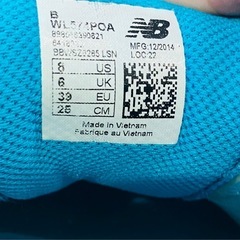 B
WL574POA
NB
MFG:12/2014
LOC:22
8 US
6 UK
39 EU
25 CM
Made in Vietnam
Fabriqué au Vietnam